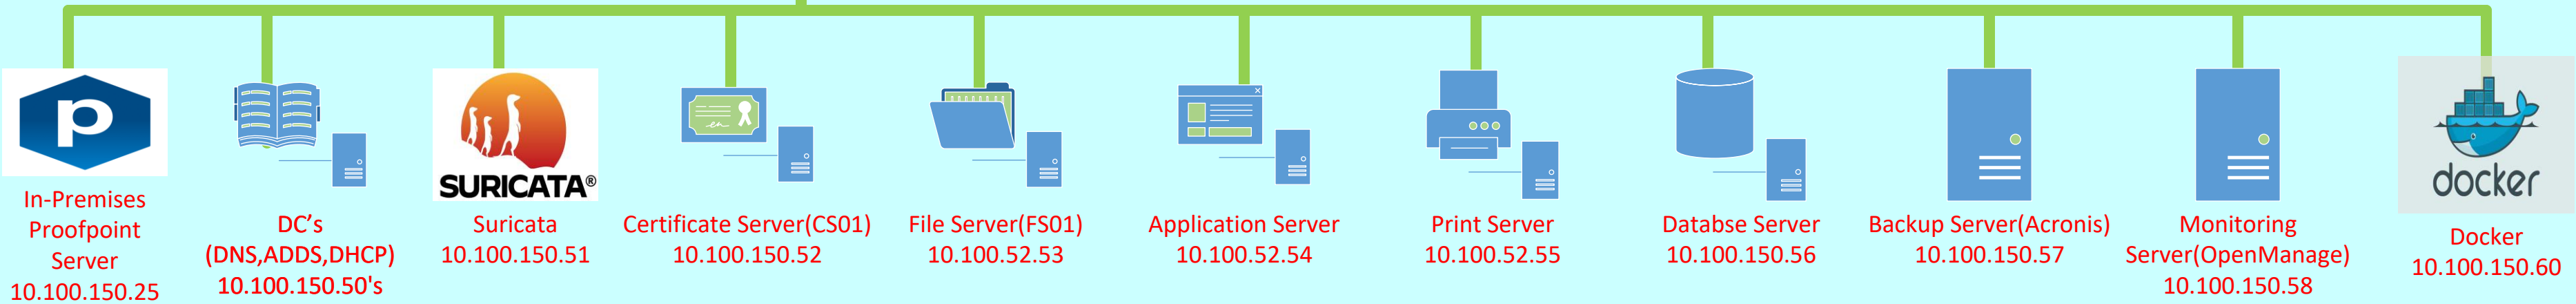 p
In-Premises
Proofpoint
Server
10.100.150.25
DC's
(DNS,ADDS,DHCP)
10.100.150.50's
SURICATA®
Suricata
10.100.150.51
Certificate Server(CS01)
10.100.150.52
File Server(FS01)
10.100.52.53
Application Server
10.100.52.54
Print Server
10.100.52.55
Databse Server
10.100.150.56
Backup Server(Acronis)
10.100.150.57
Monitoring
Server(OpenManage)
10.100.150.58
docker
Docker
10.100.150.60